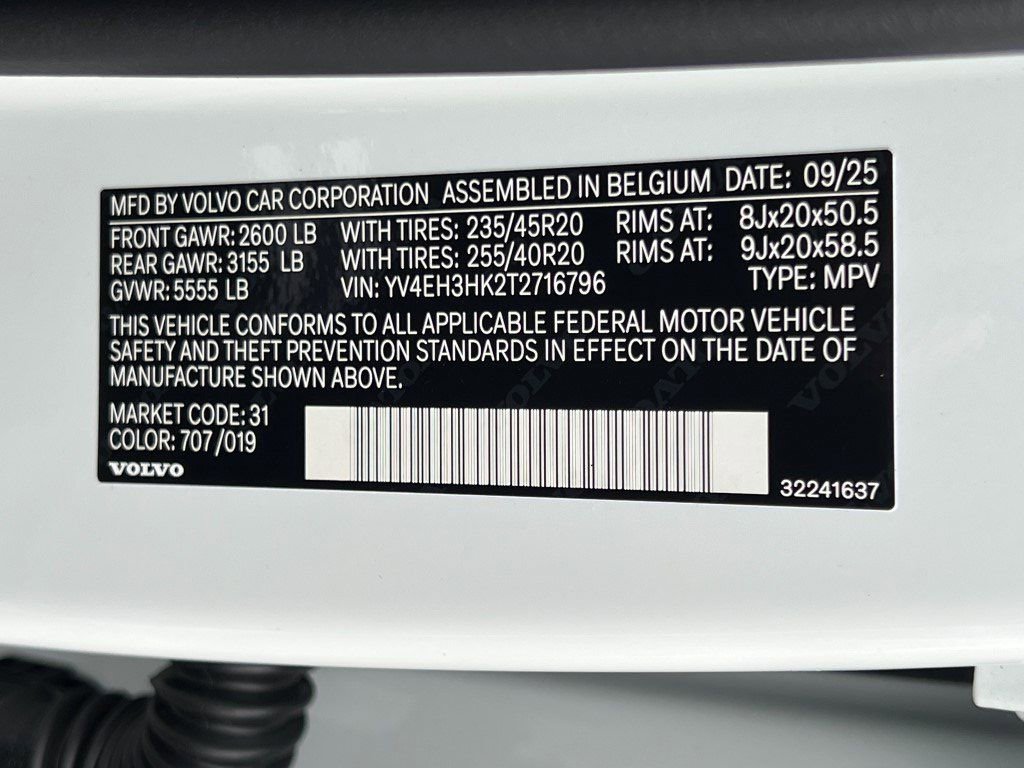 MFD BY VOLVO CAR CORPORATION ASSEMBLED IN BELGIUM DATE: 09/25
FRONT GAWR: 2600 LB WITH TIRES: 235/45R20 RIMS AT: 8Jx20x50.5
REAR GAWR: 3155 LB WITH TIRES: 255/40R20 RIMS AT: 9Jx20x58.5
GVWR: 5555 LB VIN: YV4EH3HK2T2716796 TYPE: MPV
THIS VEHICLE CONFORMS TO ALL APPLICABLE FEDERAL MOTOR VEHICLE
SAFETY AND THEFT PREVENTION STANDARDS IN EFFECT ON THE DATE OF
MANUFACTURE SHOWN ABOVE.
MARKET CODE: 31
COLOR: 707/019
VOLVO
32241637